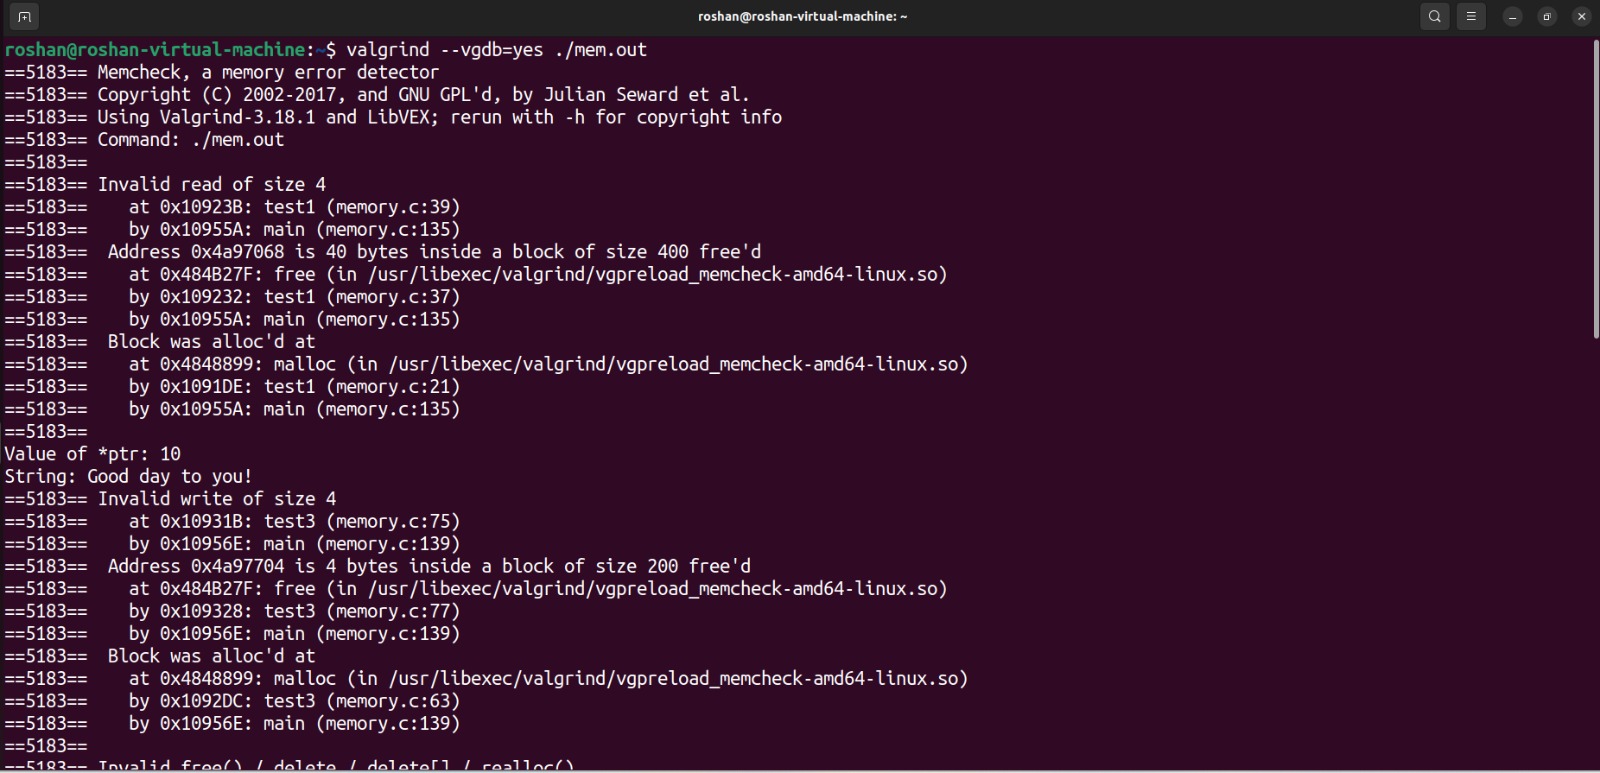 roshan@roshan-virtual-machine: ~
roshan@roshan-virtual-machine:~$ valgrind --vgdb=yes ./mem.out
==5183== Memcheck, a memory error detector
==5183== Copyright (C) 2002-2017, and GNU GPL'd, by Julian Seward et al.
==5183== Using Valgrind-3.18.1 and LibVEX; rerun with -h for copyright info
==5183== Command: ./mem.out
==5183==
==5183== Invalid read of size 4
==5183==    at 0x10923B: test1 (memory.c:39)
==5183==    by 0x10955A: main (memory.c:135)
==5183==  Address 0x4a97068 is 40 bytes inside a block of size 400 free'd
==5183==    at 0x484B27F: free (in /usr/libexec/valgrind/vgpreload_memcheck-amd64-linux.so)
==5183==    by 0x109232: test1 (memory.c:37)
==5183==    by 0x10955A: main (memory.c:135)
==5183==  Block was alloc'd at
==5183==    at 0x4848899: malloc (in /usr/libexec/valgrind/vgpreload_memcheck-amd64-linux.so)
==5183==    by 0x1091DE: test1 (memory.c:21)
==5183==    by 0x10955A: main (memory.c:135)
==5183==
Value of *ptr: 10
String: Good day to you!
==5183== Invalid write of size 4
==5183==    at 0x10931B: test3 (memory.c:75)
==5183==    by 0x10956E: main (memory.c:139)
==5183==  Address 0x4a97704 is 4 bytes inside a block of size 200 free'd
==5183==    at 0x484B27F: free (in /usr/libexec/valgrind/vgpreload_memcheck-amd64-linux.so)
==5183==    by 0x109328: test3 (memory.c:77)
==5183==    by 0x10956E: main (memory.c:139)
==5183==  Block was alloc'd at
==5183==    at 0x4848899: malloc (in /usr/libexec/valgrind/vgpreload_memcheck-amd64-linux.so)
==5183==    by 0x1092DC: test3 (memory.c:63)
==5183==    by 0x10956E: main (memory.c:139)
==5183==
==5183== Invalid free() / delete / delete[] / realloc()